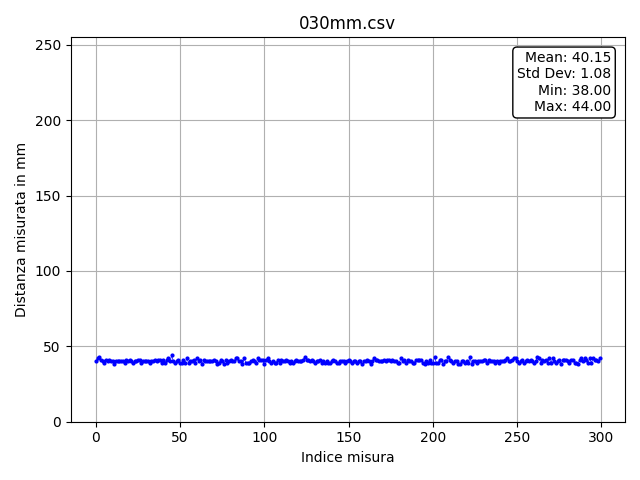 030mm.csv
Mean: 40.15
Std Dev: 1.08
Min: 38.00
Max: 44.00
Distanza misurata in mm
250
200
150
100
50
0
0 50 100 150 200 250 300
Indice misura